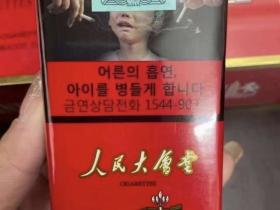 어른의 흡연,
아이를 병들게 합니다
금연상담전화 1544-90
人民大會堂
CIGARETTES